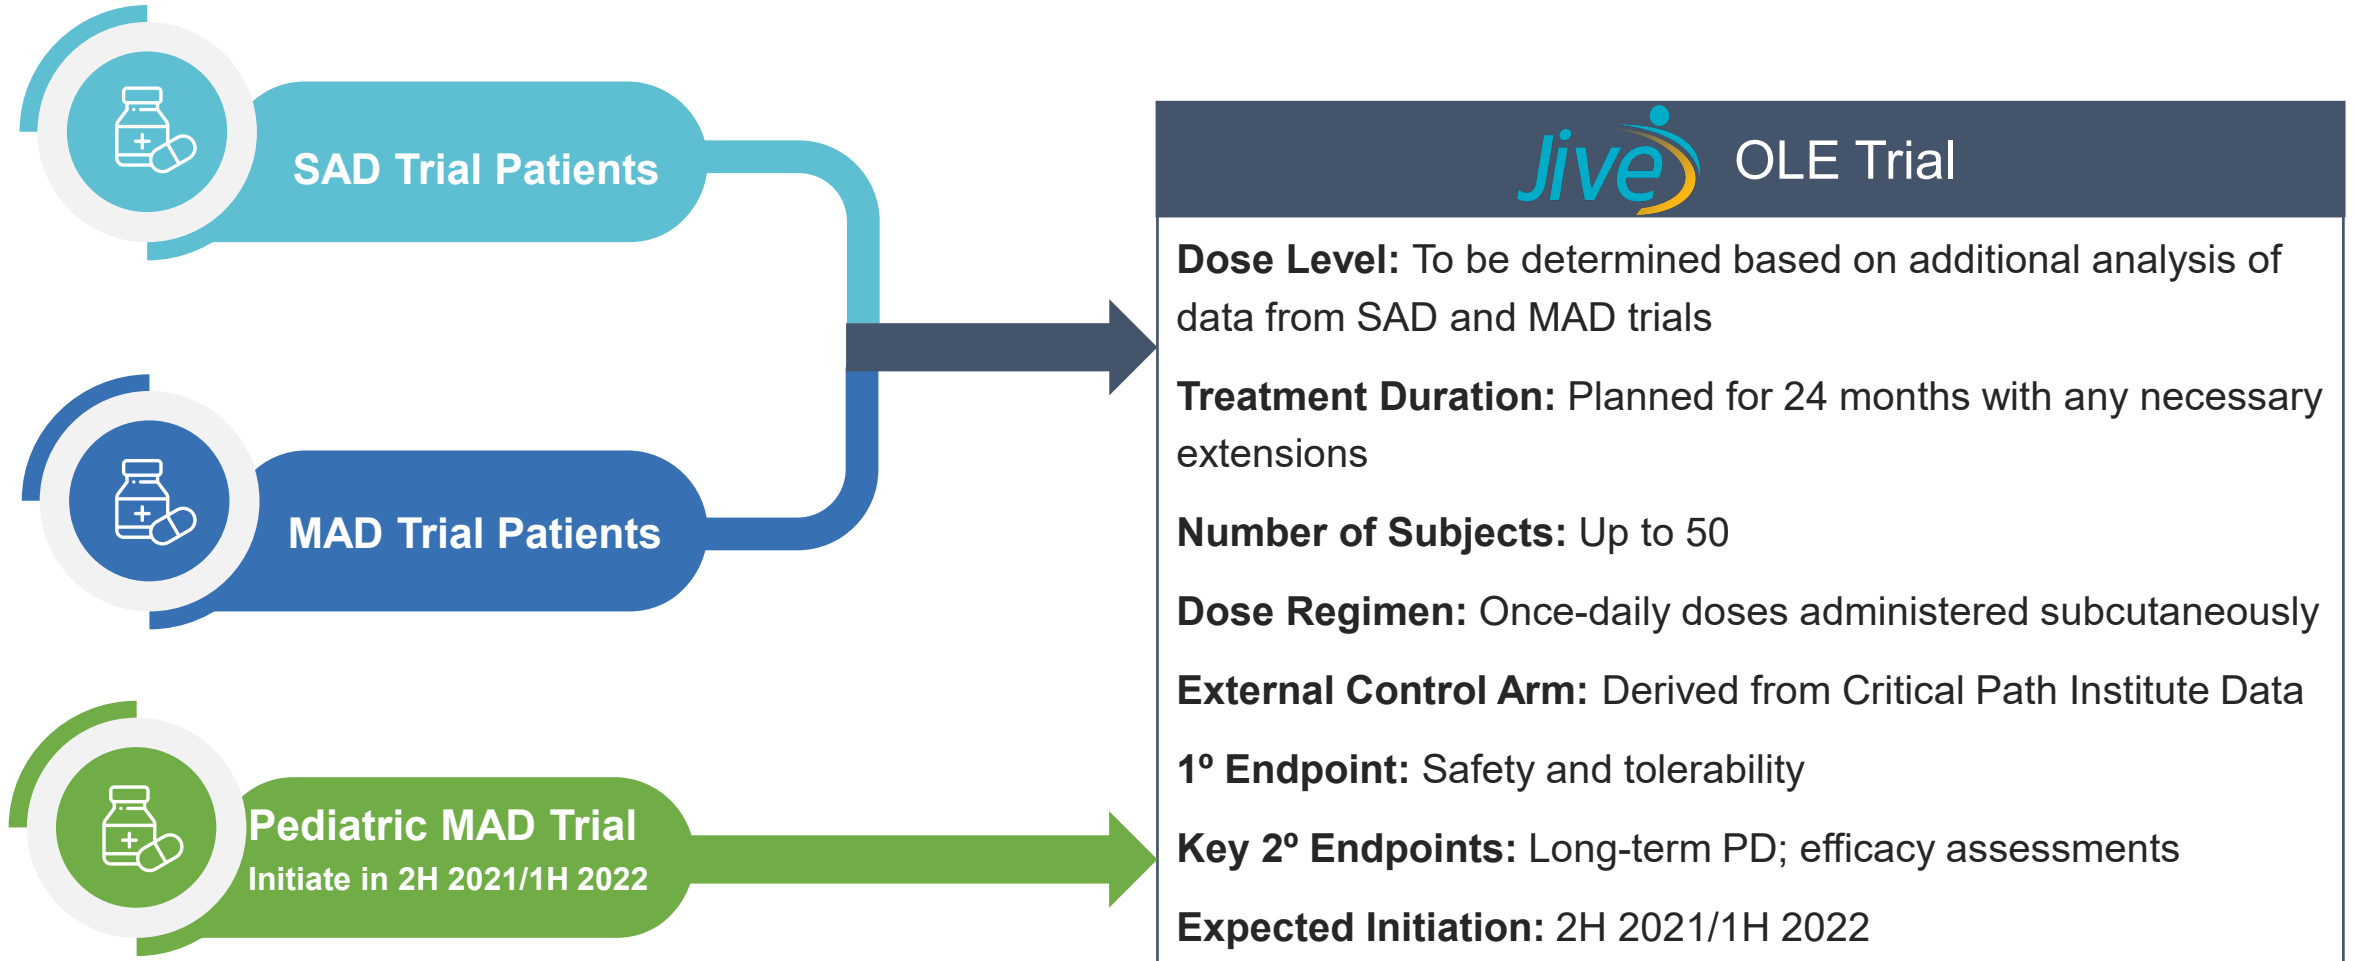 SAD Trial Patients
MAD Trial Patients
Pediatric MAD Trial
Initiate in 2H 2021/1H 2022
Jive OLE Trial
Dose Level: To be determined based on additional analysis of
data from SAD and MAD trials
Treatment Duration: Planned for 24 months with any necessary
extensions
Number of Subjects: Up to 50
Dose Regimen: Once-daily doses administered subcutaneously
External Control Arm: Derived from Critical Path Institute Data
1º Endpoint: Safety and tolerability
Key 2º Endpoints: Long-term PD; efficacy assessments
Expected Initiation: 2H 2021/1H 2022